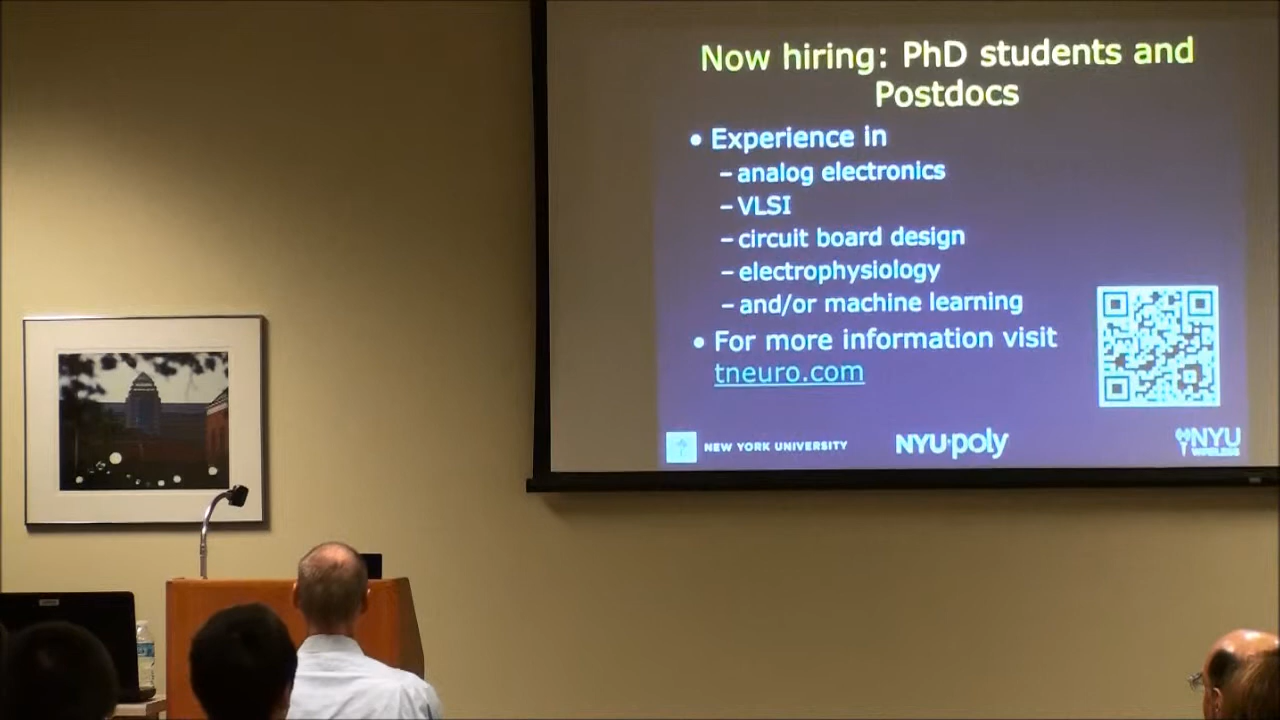 Now hiring: PhD students and
Postdocs
• Experience in
– analog electronics
– VLSI
– circuit board design
– electrophysiology
– and/or machine learning
• For more information visit
tneuro.com
NEW YORK UNIVERSITY
NYU·poly
NYU
WIRELESS